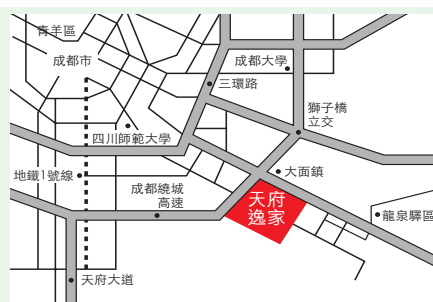 青羊區
成都市
成都大學
三環路
獅子橋
立交
四川師範大學
地鐵1號線
成都繞城
高速
大面鎮
天府
逸家
龍泉驛區
天府大道